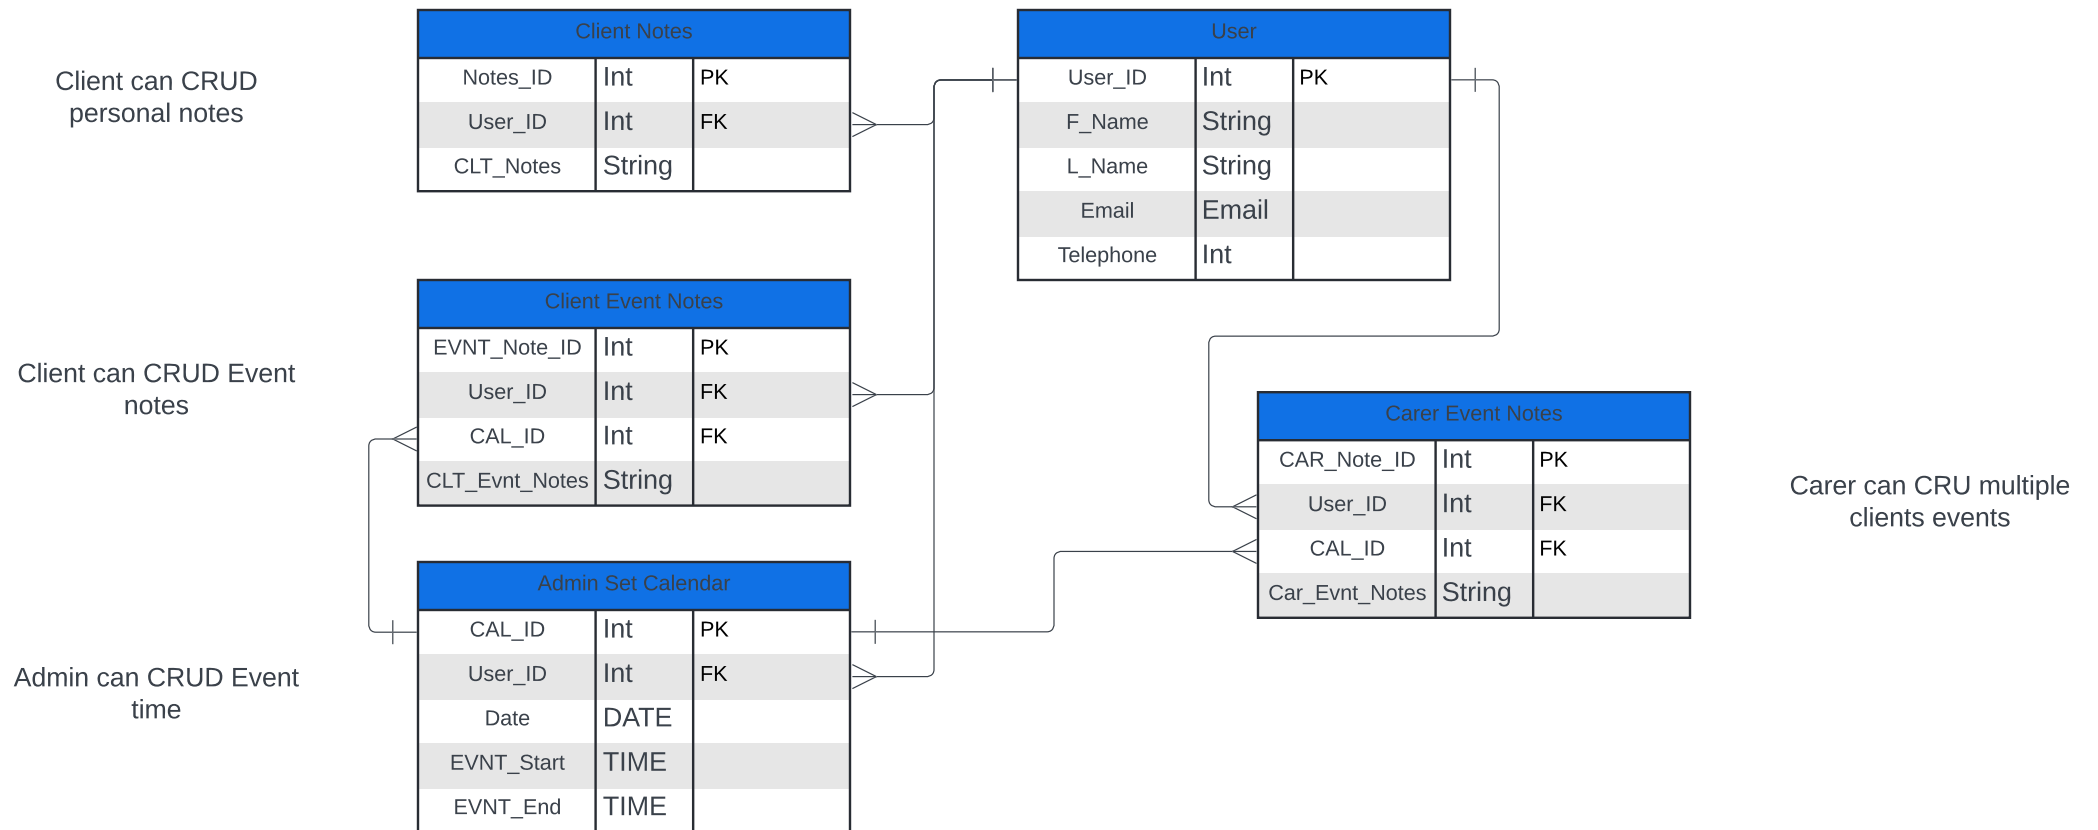 Client can CRUD
personal notes
Client Notes
Notes_ID Int PK
User_ID Int FK
CLT_Notes String
User
User_ID Int PK
F_Name String
L_Name String
Email Email
Telephone Int
Client can CRUD Event
notes
Client Event Notes
EVNT_Note_ID Int PK
User_ID Int FK
CAL_ID Int FK
CLT_Evnt_Notes String
Carer Event Notes
CAR_Note_ID Int PK
User_ID Int FK
CAL_ID Int FK
Car_Evnt_Notes String
Carer can CRU multiple
clients events
Admin can CRUD Event
time
Admin Set Calendar
CAL_ID Int PK
User_ID Int FK
Date DATE
EVNT_Start TIME
EVNT_End TIME